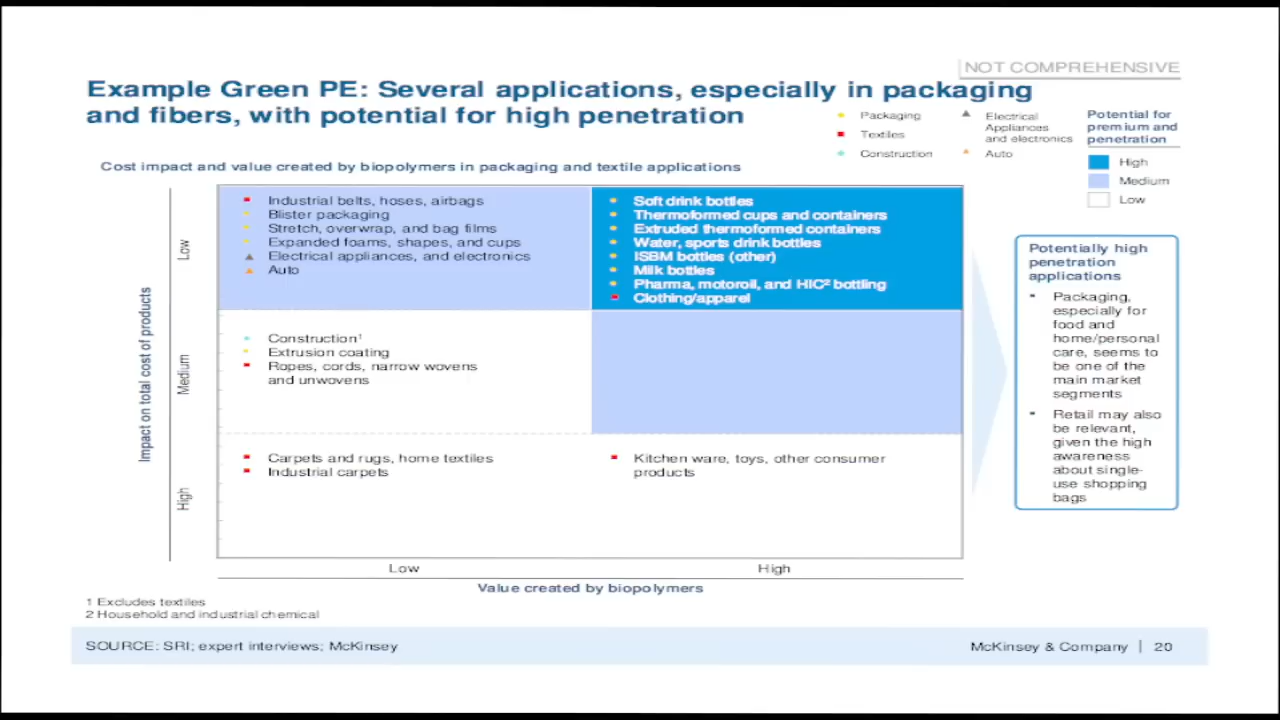 NOT COMPREHENSIVE
Example Green PE: Several applications, especially in packaging
and fibers, with potential for high penetration
Packaging
Textiles
Construction
Electrical
Appliances
and electronics
Auto
Potential for
premium and
penetration
High
Medium
Low
Cost impact and value created by biopolymers in packaging and textile applications
Impact on total cost of products
Low
Industrial belts, hoses, airbags
Blister packaging
Stretch, overwrap, and bag films
Expanded foams, shapes, and cups
Electrical appliances, and electronics
Auto
Soft drink bottles
Thermoformed cups and containers
Extruded thermoformed containers
Water, sports drink bottles
ISBM bottles (other)
Milk bottles
Pharma, motoroil, and HIC² bottling
Clothing/apparel
Medium
Construction¹
Extrusion coating
Ropes, cords, narrow wovens
and unwovens
High
Carpets and rugs, home textiles
Industrial carpets
Kitchen ware, toys, other consumer
products
Low
High
Value created by biopolymers
Potentially high
penetration
applications
Packaging,
especially for
food and
home/personal
care, seems to
be one of the
main market
segments
Retail may also
be relevant,
given the high
awareness
about single-
use shopping
bags
1 Excludes textiles
2 Household and industrial chemical
SOURCE: SRI; expert interviews; McKinsey
McKinsey & Company | 20